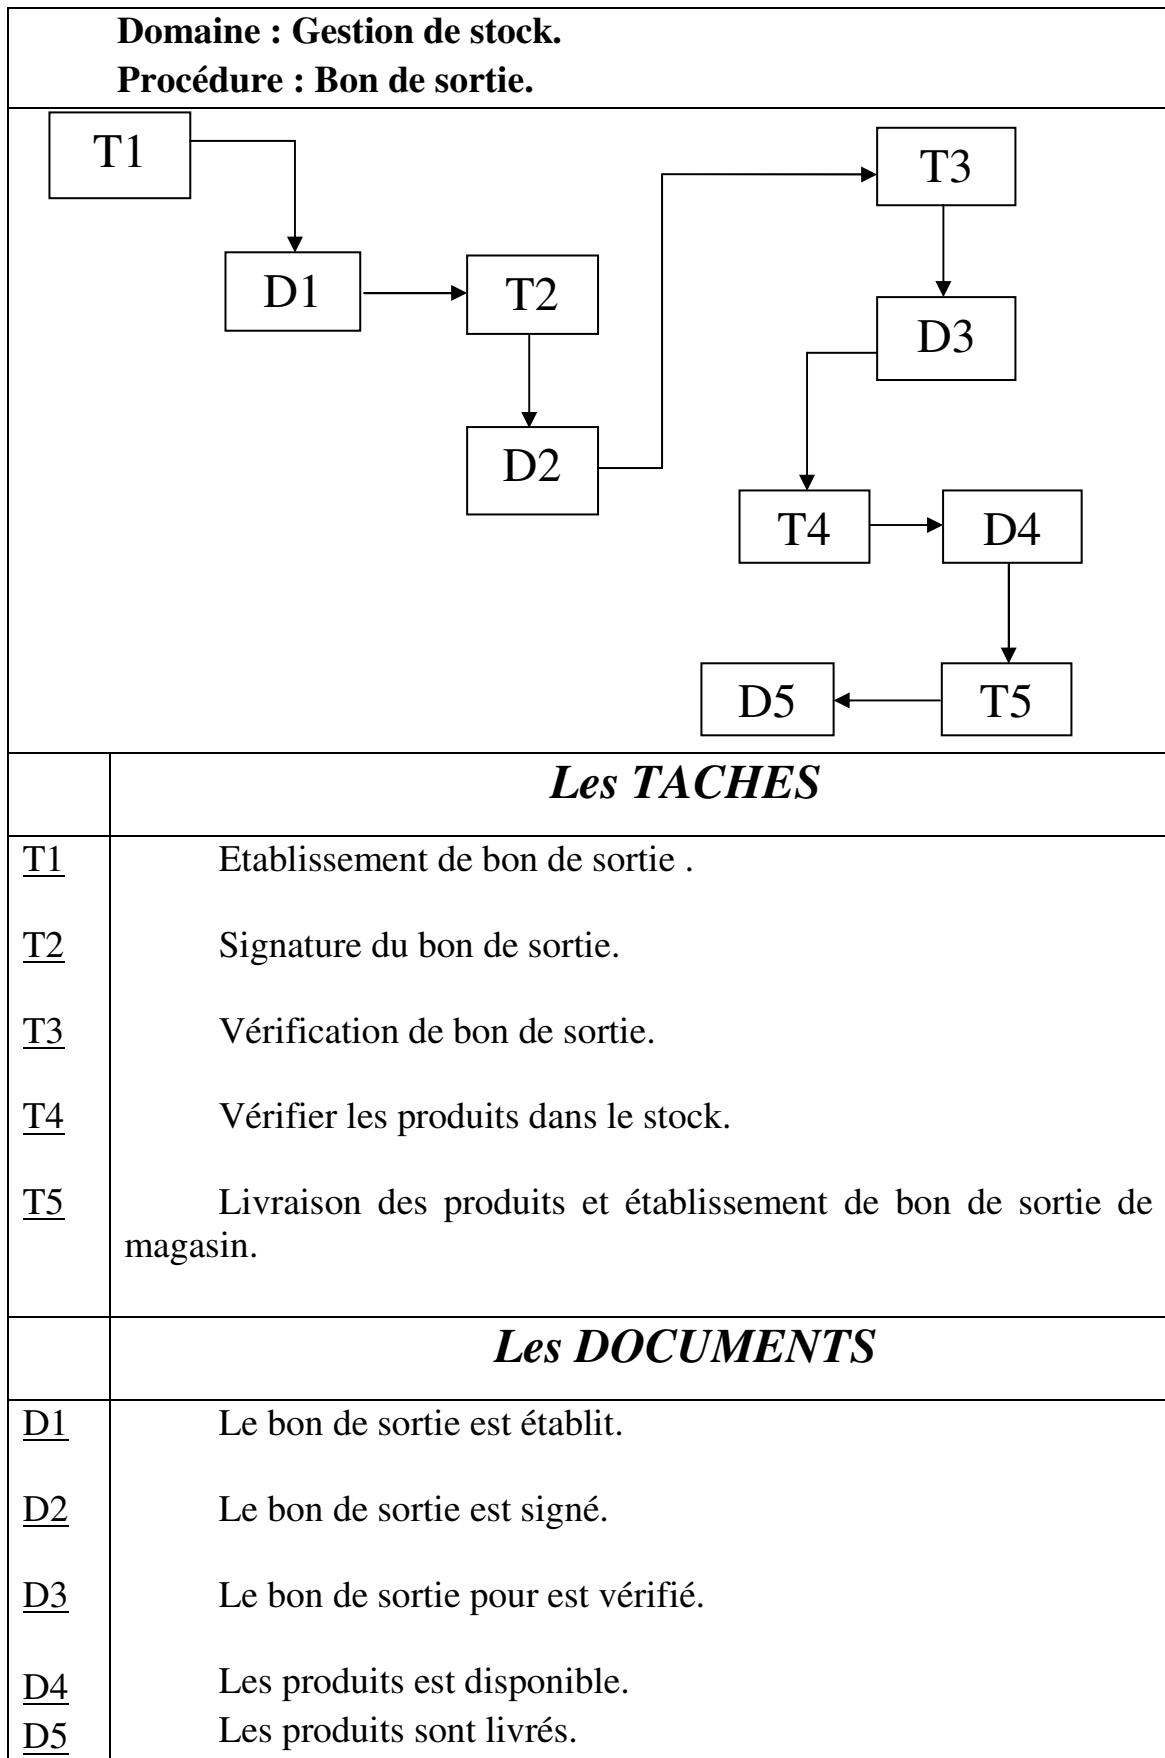 Domaine : Gestion de stock.
Procédure : Bon de sortie.
T1
T3
D1
T2
D3
D2
T4
D4
D5
T5
Les TACHES
T1 Etablissement de bon de sortie .
T2 Signature du bon de sortie.
T3 Vérification de bon de sortie.
T4 Vérifier les produits dans le stock.
T5 Livraison des produits et établissement de bon de sortie de
magasin.
Les DOCUMENTS
D1 Le bon de sortie est établit.
D2 Le bon de sortie est signé.
D3 Le bon de sortie pour est vérifié.
D4 Les produits est disponible.
D5 Les produits sont livrés.